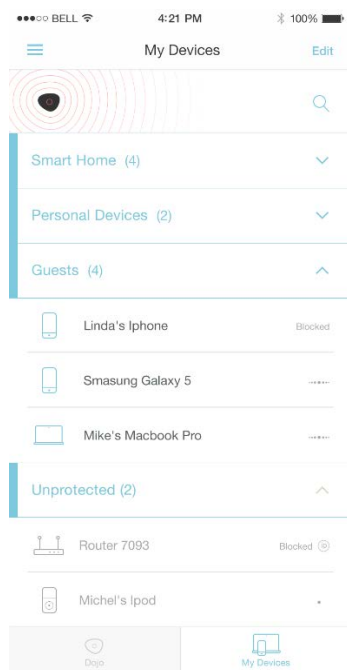 BELL 4:21 PM 100%
My Devices Edit
Smart Home (4)
Personal Devices (2)
Guests (4)
Linda's Iphone Blocked
Smasung Galaxy 5
Mike's Macbook Pro
Unprotected (2)
Router 7093 Blocked
Michel's Ipod
Dojo My Devices